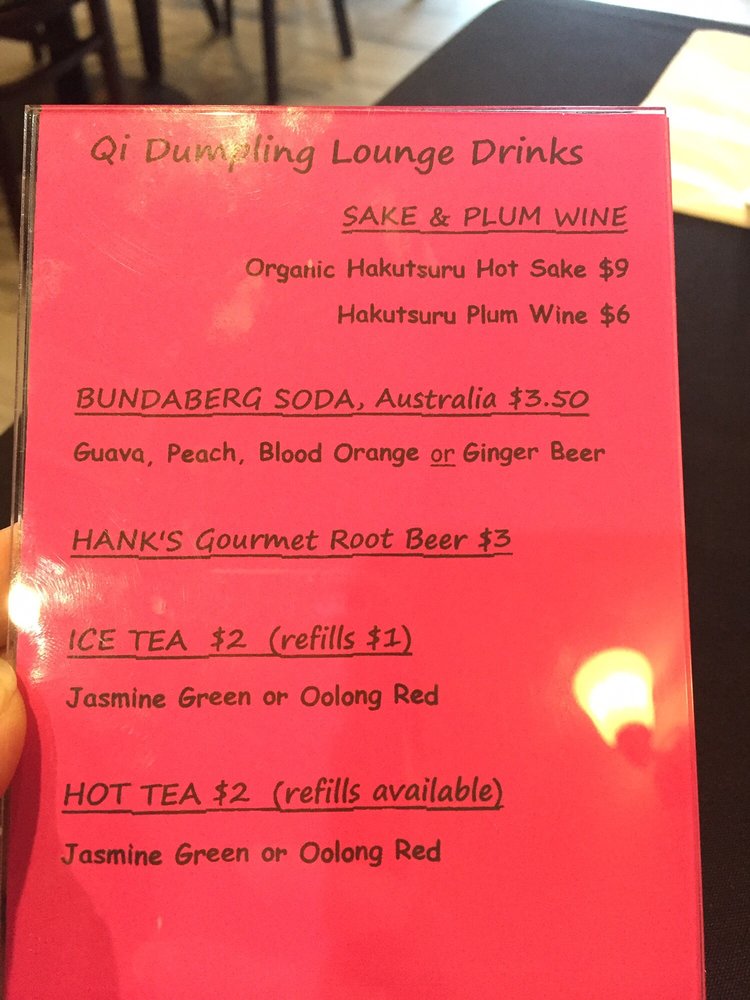 Qi Dumpling Lounge Drinks
SAKE & PLUM WINE
Organic Hakutsuru Hot Sake $9
Hakutsuru Plum Wine $6
BUNDABERG SODA, Australia $3.50
Guava, Peach, Blood Orange or Ginger Beer
HANK'S Gourmet Root Beer $3
ICE TEA $2 (refills $1)
Jasmine Green or Oolong Red
HOT TEA $2 (refills available)
Jasmine Green or Oolong Red